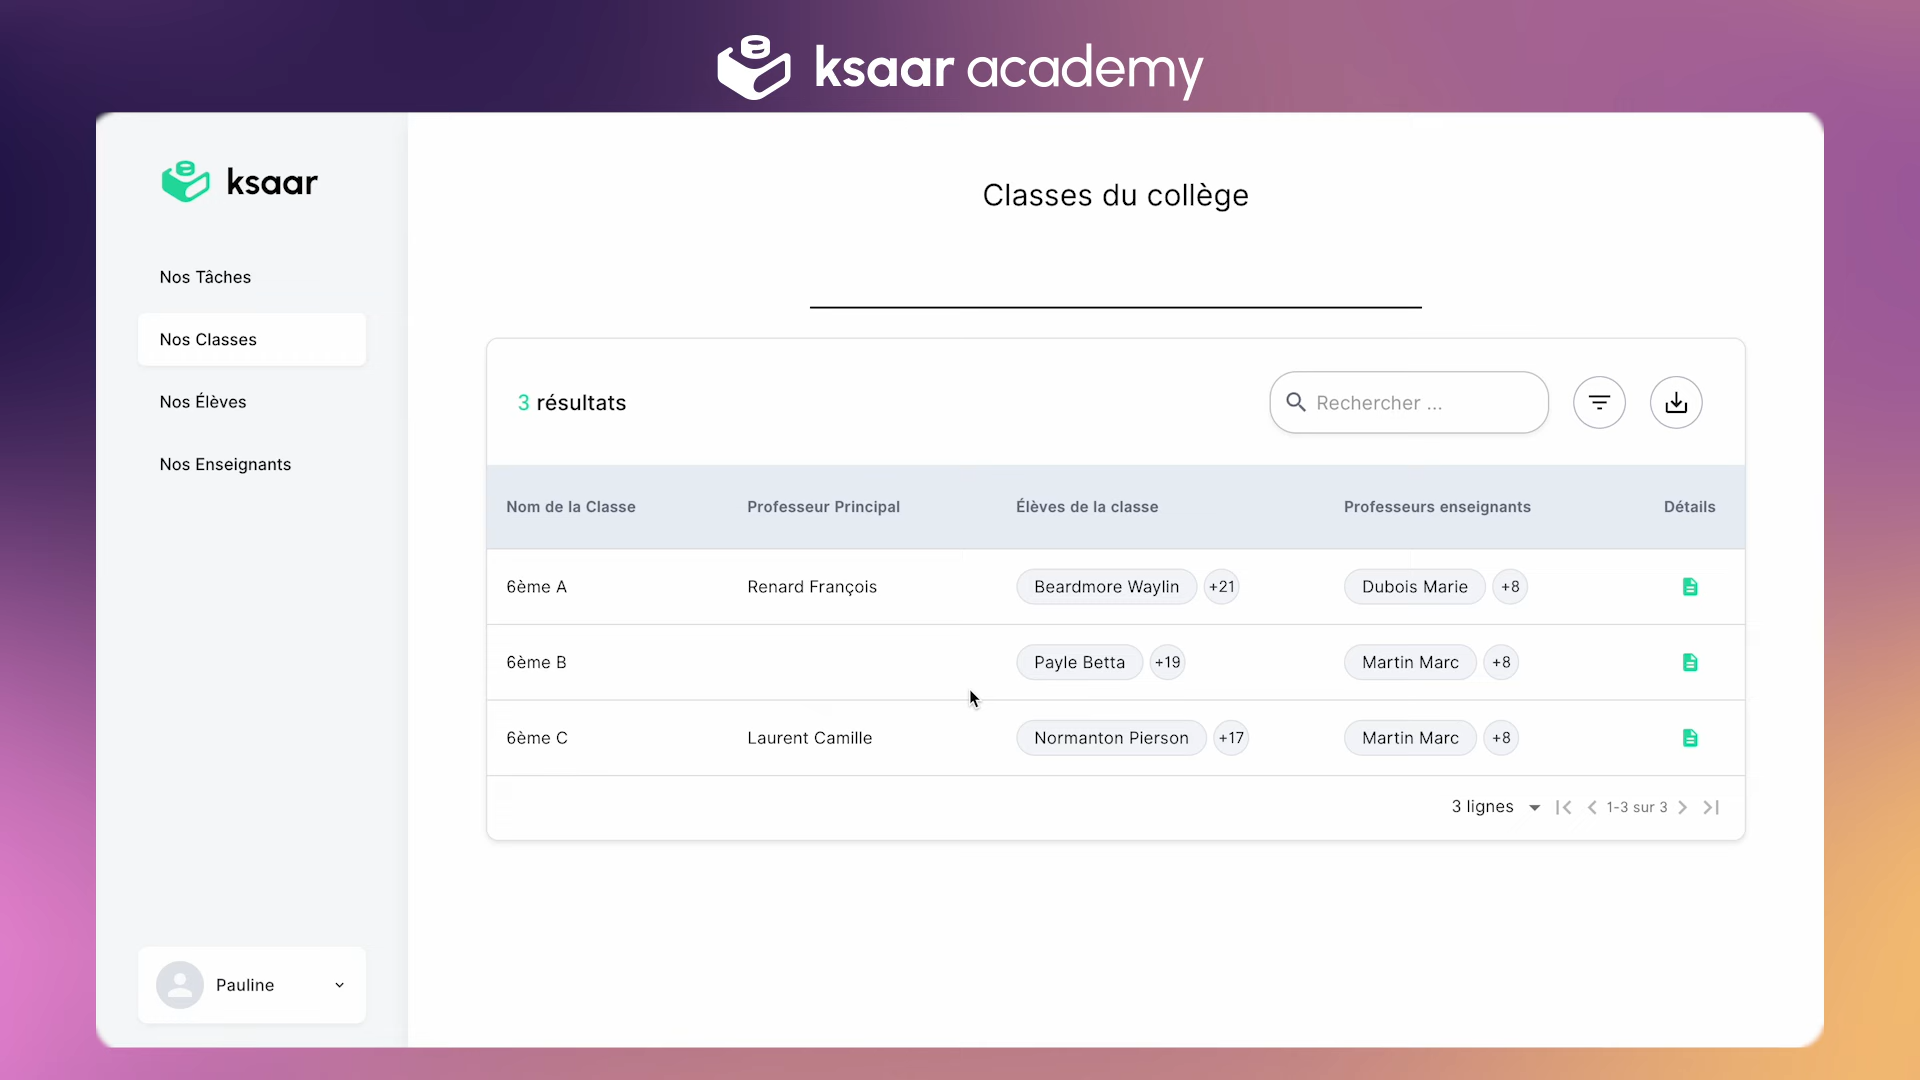 ksaar academy
ksaar
Nos Tâches
Nos Classes
Nos Élèves
Nos Enseignants
Pauline
Classes du collège
3 résultats
Rechercher ...
Nom de la Classe Professeur Principal Élèves de la classe Professeurs enseignants Détails
6ème A Renard François Beardmore Waylin +21 Dubois Marie +8
6ème B Payle Betta +19 Martin Marc +8
6ème C Laurent Camille Normanton Pierson +17 Martin Marc +8
3 lignes 1-3 sur 3